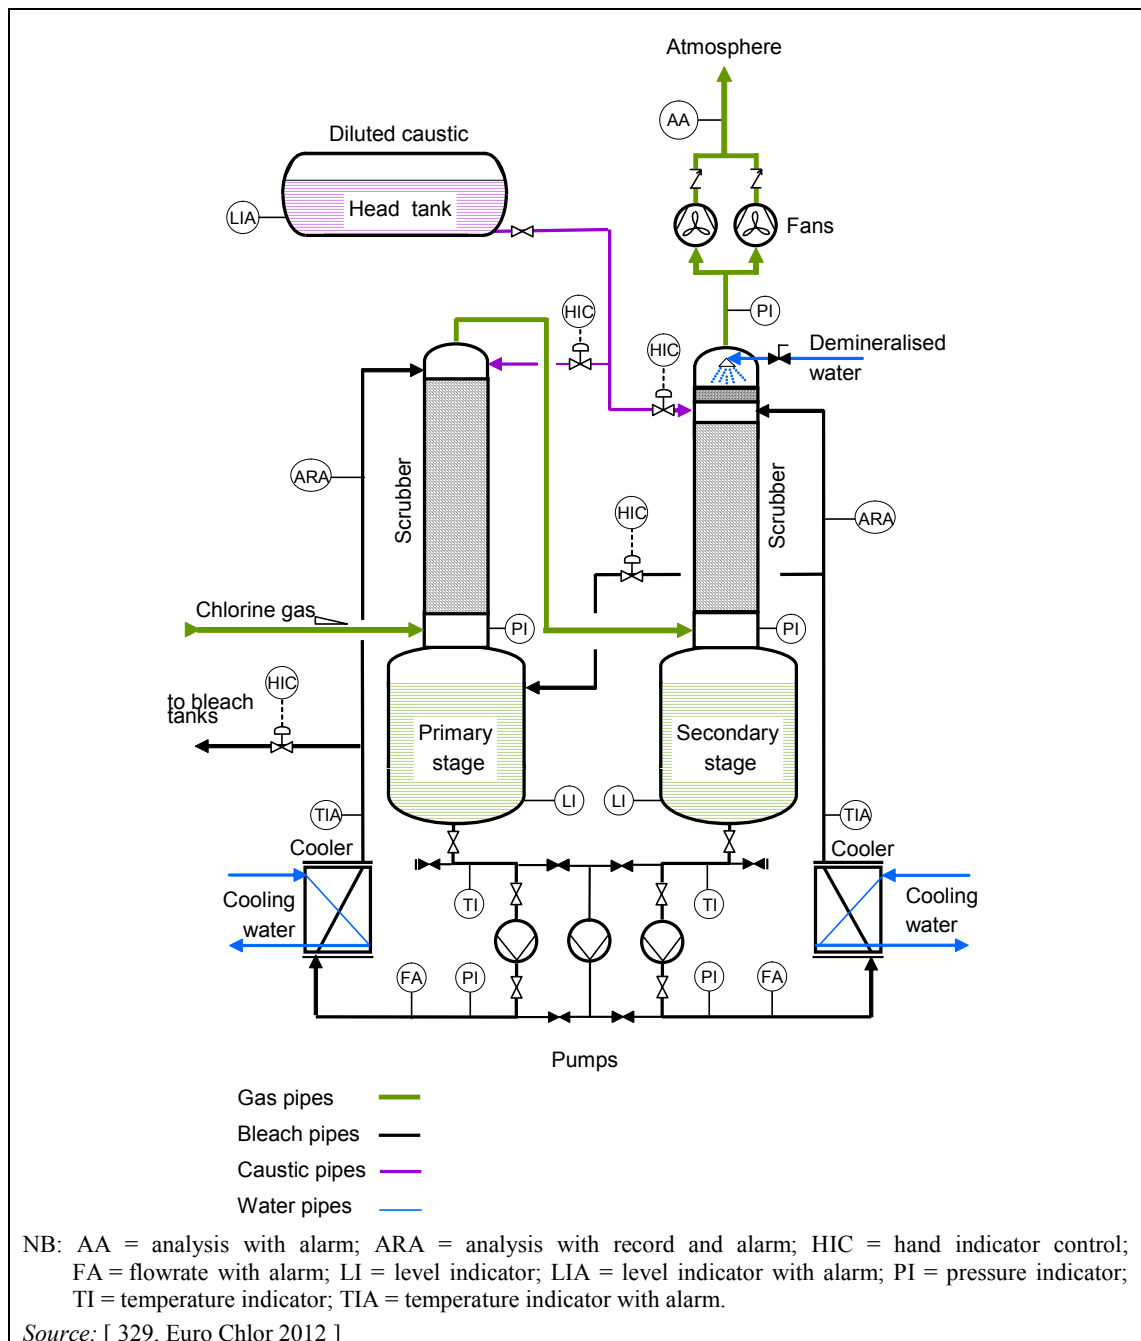 Atmosphere
AA
Diluted caustic
Head tank
LIA
Fans
PI
HIC
HIC
Demineralised
water
ARA
Scrubber
HIC
Scrubber
ARA
Chlorine gas
PI
PI
HIC
to bleach
tanks
Primary
stage
Secondary
stage
LI
LI
TIA
TIA
Cooler
Cooler
Cooling
water
TI
TI
Cooling
water
FA
PI
PI
FA
Pumps
Gas pipes
Bleach pipes
Caustic pipes
Water pipes
NB: AA = analysis with alarm; ARA = analysis with record and alarm; HIC = hand indicator control;
FA = flowrate with alarm; LI = level indicator; LIA = level indicator with alarm; PI = pressure indicator;
TI = temperature indicator; TIA = temperature indicator with alarm.
Source: [ 329, Euro Chlor 2012 ]